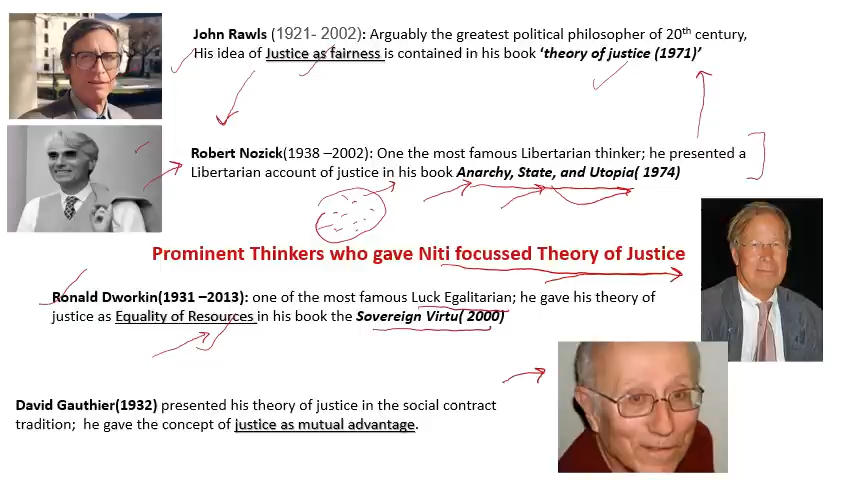 John Rawls (1921- 2002): Arguably the greatest political philosopher of 20th century,
His idea of Justice as fairness is contained in his book ‘theory of justice (1971)’
Robert Nozick(1938 –2002): One the most famous Libertarian thinker; he presented a
Libertarian account of justice in his book Anarchy, State, and Utopia( 1974)
Prominent Thinkers who gave Niti focussed Theory of Justice
Ronald Dworkin(1931 –2013): one of the most famous Luck Egalitarian; he gave his theory of
justice as Equality of Resources in his book the Sovereign Virtu( 2000)
David Gauthier(1932) presented his theory of justice in the social contract
tradition;  he gave the concept of justice as mutual advantage.